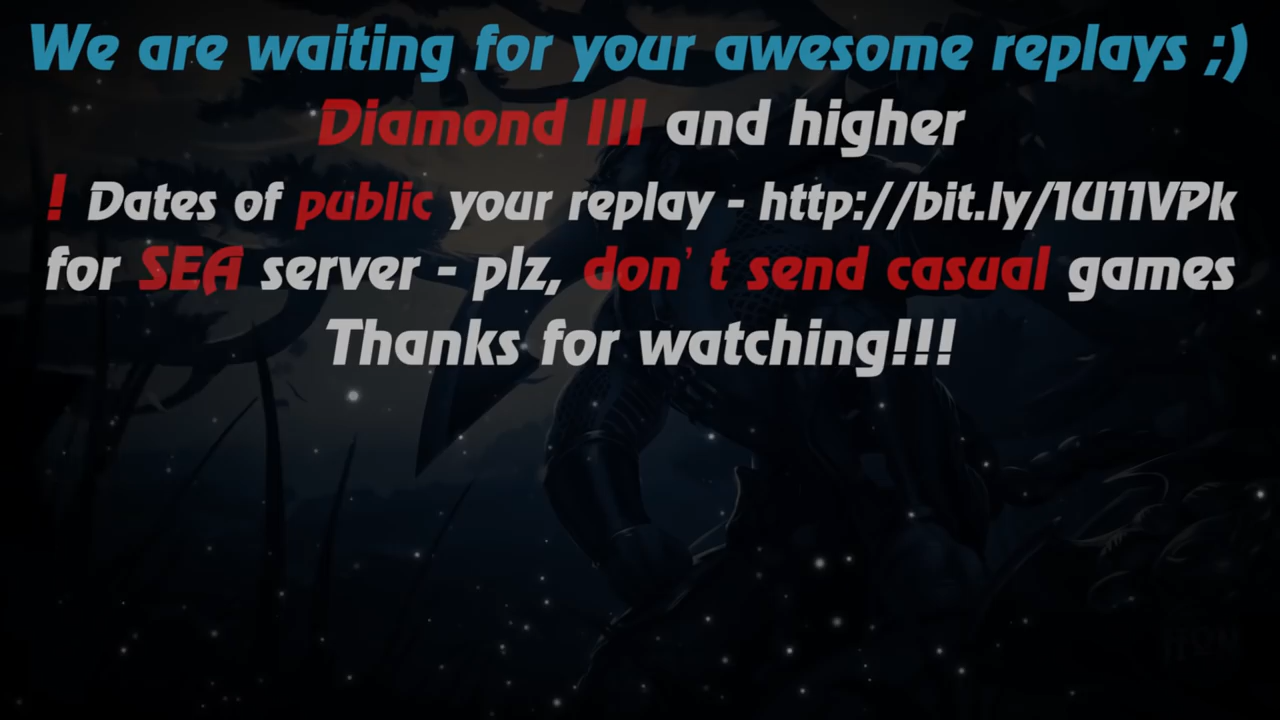 We are waiting for your awesome replays ;)
Diamond III and higher
! Dates of public your replay - http://bit.ly/1U11VPk
for SEA server - plz, don't send casual games
Thanks for watching!!!